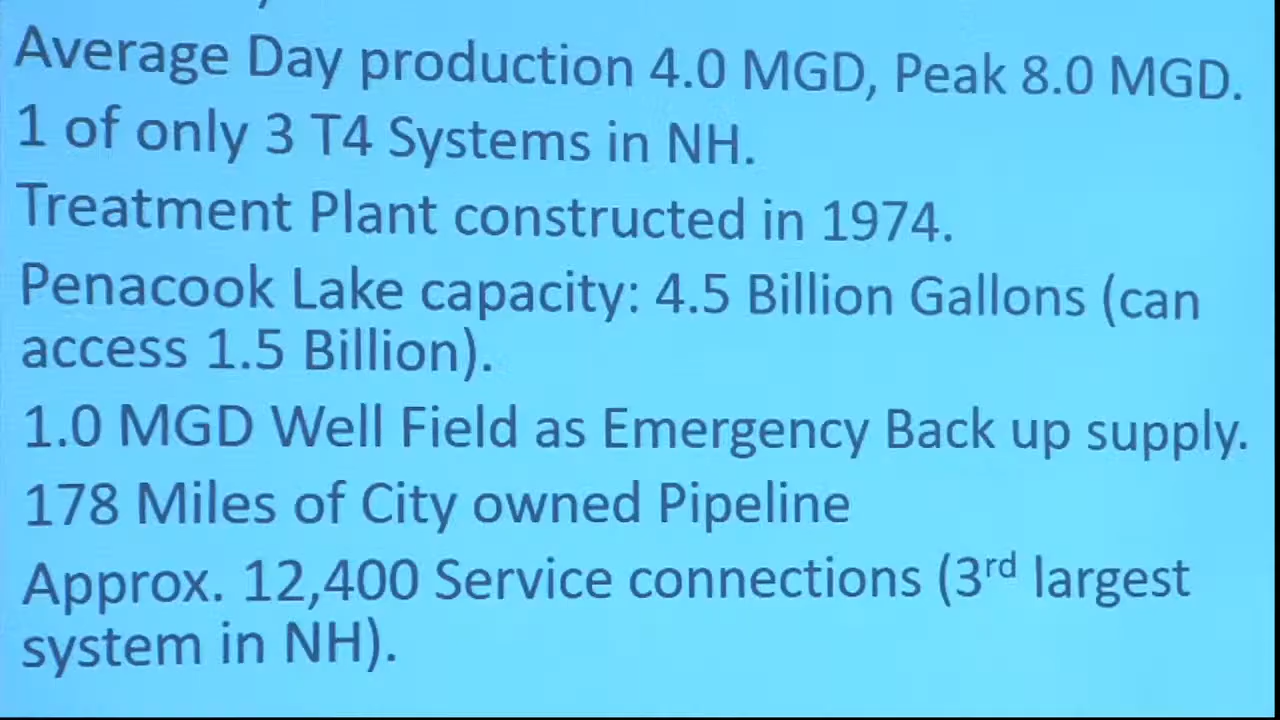 Average Day production 4.0 MGD, Peak 8.0 MGD.
1 of only 3 T4 Systems in NH.
Treatment Plant constructed in 1974.
Penacook Lake capacity: 4.5 Billion Gallons (can
access 1.5 Billion).
1.0 MGD Well Field as Emergency Back up supply.
178 Miles of City owned Pipeline
Approx. 12,400 Service connections (3rd largest
system in NH).